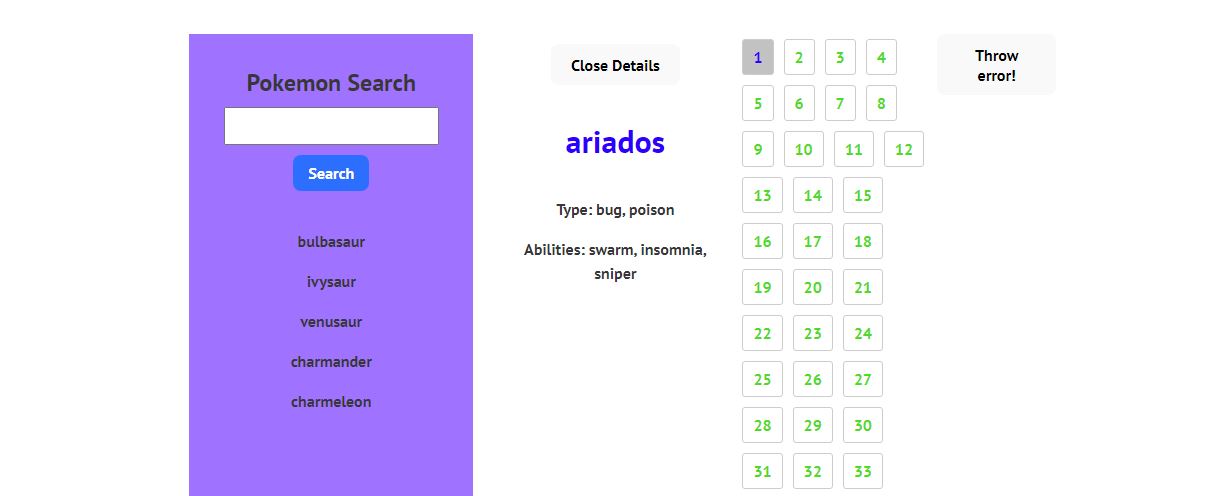 Pokemon Search
Search
bulbasaur
ivysaur
venusaur
charmander
charmeleon
Close Details
ariados
Type: bug, poison
Abilities: swarm, insomnia,
sniper
1 2 3 4
5 6 7 8
9 10 11 12
13 14 15
16 17 18
19 20 21
22 23 24
25 26 27
28 29 30
31 32 33
Throw
error!